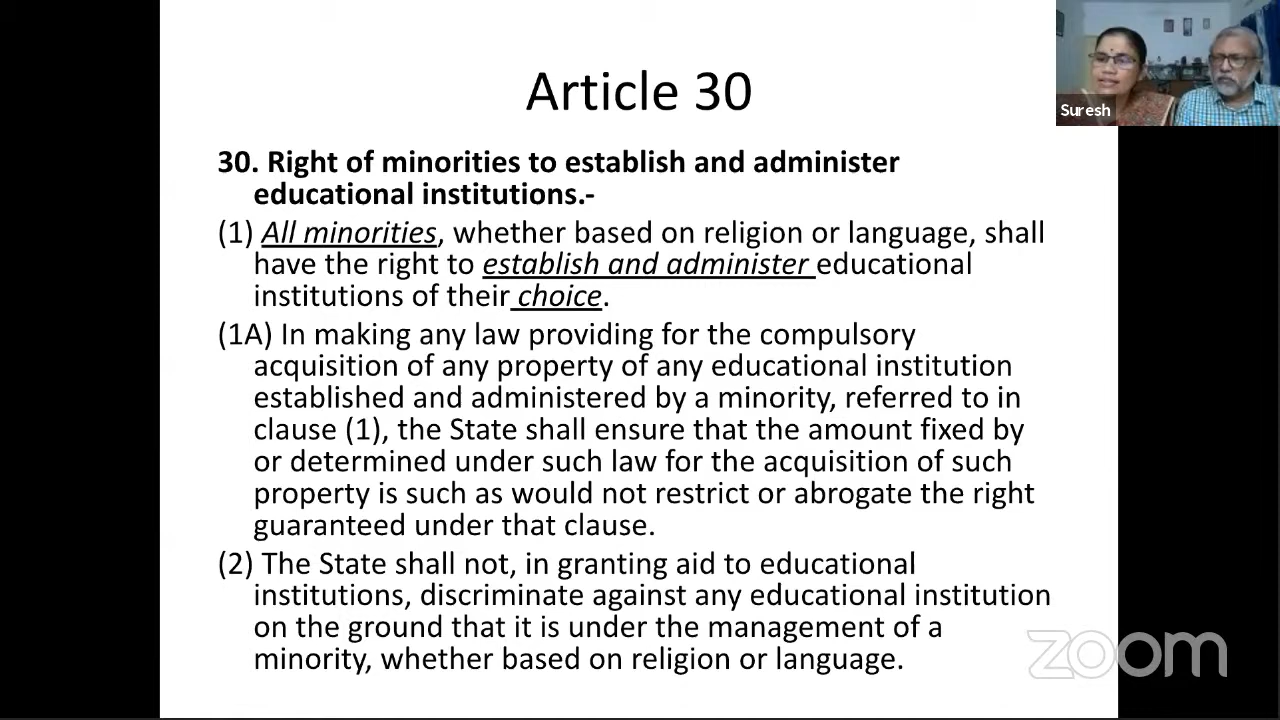 Article 30
Suresh
30. Right of minorities to establish and administer
educational institutions.-
(1) All minorities, whether based on religion or language, shall
have the right to establish and administer educational
institutions of their choice.
(1A) In making any law providing for the compulsory
acquisition of any property of any educational institution
established and administered by a minority, referred to in
clause (1), the State shall ensure that the amount fixed by
or determined under such law for the acquisition of such
property is such as would not restrict or abrogate the right
guaranteed under that clause.
(2) The State shall not, in granting aid to educational
institutions, discriminate against any educational institution
on the ground that it is under the management of a
minority, whether based on religion or language.
zoom